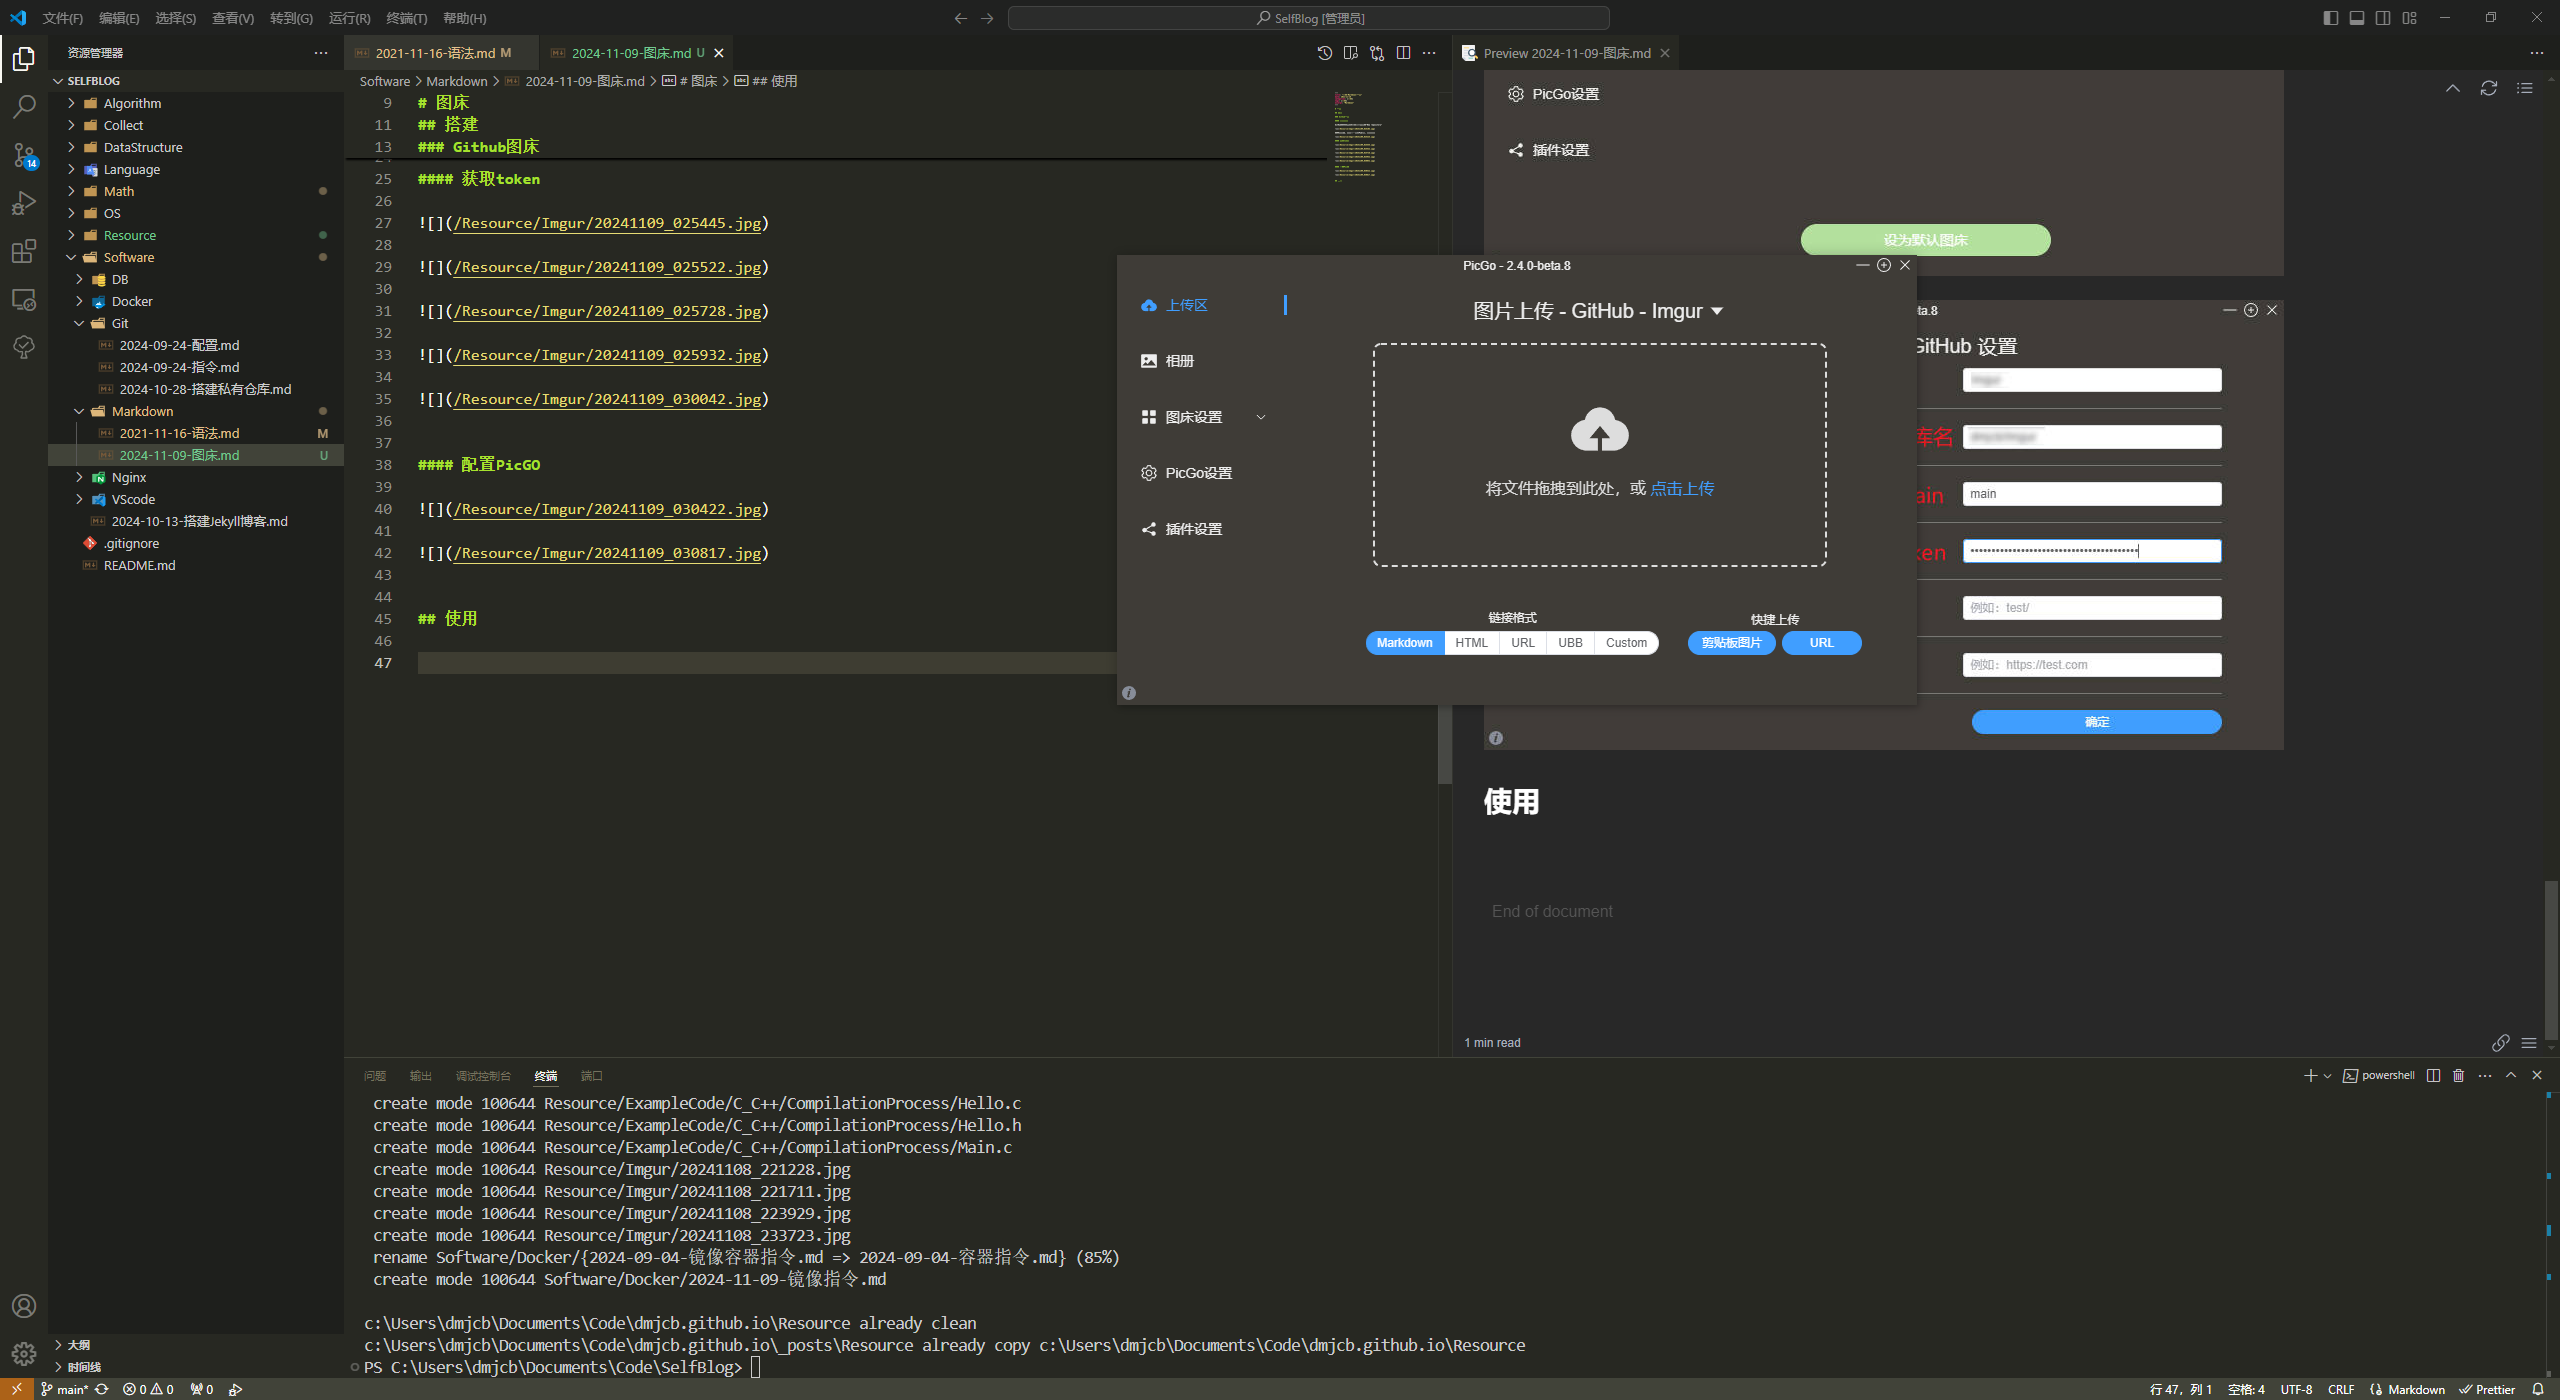 文件(F) 编辑(E) 选择(S) 查看(V) 转到(G) 运行(R) 终端(T) 帮助(H)
SelfBlog [管理员]
资源管理器
SELFBLOG
Algorithm
Collect
DataStructure
Language
Math
OS
Resource
Software
DB
Docker
Git
2024-09-24-配置.md
2024-09-24-指令.md
2024-10-28-搭建私有仓库.md
Markdown
2021-11-16-语法.md M
2024-11-09-图床.md U
Nginx
VScode
2024-10-13-搭建Jekyll博客.md
.gitignore
README.md
大纲
时间线
14
2021-11-16-语法.md M
2024-11-09-图床.md U
Software > Markdown > 2024-11-09-图床.md > # 图床 > ## 使用
9 # 图床
11 ## 搭建
13 ### Github图床
25 #### 获取token
26
27 ![](/Resource/Imgur/20241109_025445.jpg)
28
29 ![](/Resource/Imgur/20241109_025522.jpg)
30
31 ![](/Resource/Imgur/20241109_025728.jpg)
32
33 ![](/Resource/Imgur/20241109_025932.jpg)
34
35 ![](/Resource/Imgur/20241109_030042.jpg)
36
37
38 #### 配置PicGO
39
40 ![](/Resource/Imgur/20241109_030422.jpg)
41
42 ![](/Resource/Imgur/20241109_030817.jpg)
43
44
45 ## 使用
46
47
Preview 2024-11-09-图床.md
PicGo设置
插件设置
设为默认图床
PicGo - 2.4.0-beta.8
上传区
相册
图床设置
PicGo设置
插件设置
图片上传 - GitHub - Imgur
将文件拖拽到此处，或 点击上传
链接格式
Markdown HTML URL UBB Custom
快捷上传
剪贴板图片 URL
ta.8
GitHub 设置
库名
ain
main
ken
例如：test/
例如：https://test.com
确定
使用
End of document
1 min read
问题 输出 调试控制台 终端 端口
powershell
create mode 100644 Resource/ExampleCode/C_C++/CompilationProcess/Hello.c
create mode 100644 Resource/ExampleCode/C_C++/CompilationProcess/Hello.h
create mode 100644 Resource/ExampleCode/C_C++/CompilationProcess/Main.c
create mode 100644 Resource/Imgur/20241108_221228.jpg
create mode 100644 Resource/Imgur/20241108_221711.jpg
create mode 100644 Resource/Imgur/20241108_223929.jpg
create mode 100644 Resource/Imgur/20241108_233723.jpg
rename Software/Docker/{2024-09-04-镜像容器指令.md => 2024-09-04-容器指令.md} (85%)
create mode 100644 Software/Docker/2024-11-09-镜像指令.md
c:\Users\dmjcb\Documents\Code\dmjcb.github.io\Resource already clean
c:\Users\dmjcb\Documents\Code\dmjcb.github.io\_posts\Resource already copy c:\Users\dmjcb\Documents\Code\dmjcb.github.io\Resource
PS C:\Users\dmjcb\Documents\Code\SelfBlog>
main* 0 0 0
行 47，列 1 空格: 4 UTF-8 CRLF Markdown Prettier